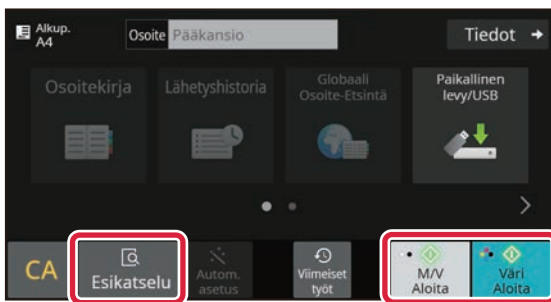 Alkup.
A4
Osoite Pääkansio
Tiedot
Osoitekirja
Lähetyshistoria
Globaali
Osoite-Etsintä
Paikallinen
levy/USB
CA
Esikatselu
Autom.
asetus
Viimeiset
työt
M/V
Aloita
Väri
Aloita